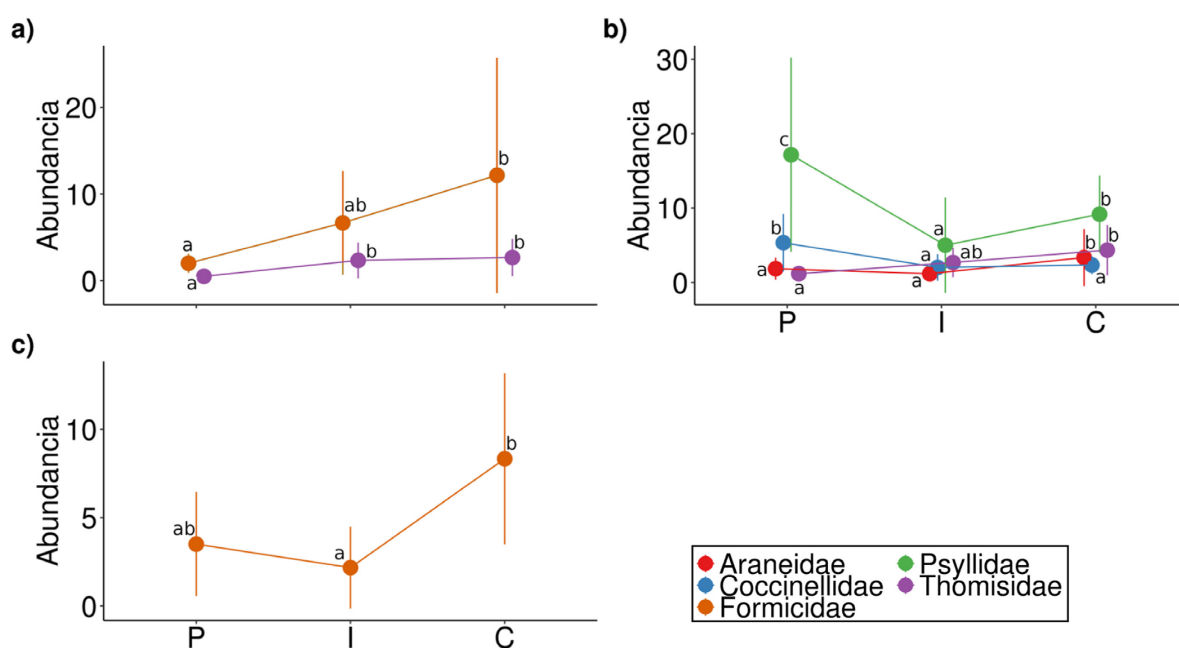 a)
Abundancia
20
10
0
a
a
ab
b
b
b
b)
Abundancia
30
20
10
0
c
b
a
a
a
a
a
ab
b
b
b
a
P I C
c)
Abundancia
10
5
0
ab
a
b
P I C
Araneidae Psyllidae
Coccinellidae Thomisidae
Formicidae